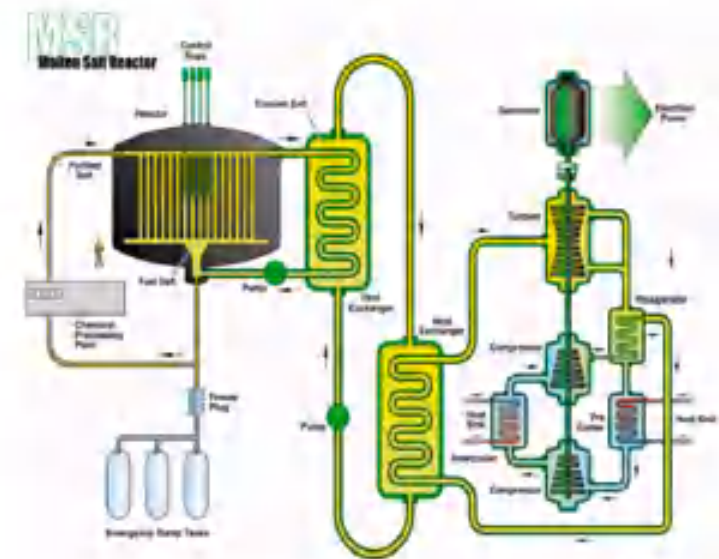 MSR
Molten Salt Reactor
Control
Rods
Reactor
Coolant Salt
Purified
Salt
Fuel Salt
Pump
Heat
Exchanger
Chemical
Processing
Plant
Freeze
Plug
Emergency Dump Tanks
Pump
Heat
Exchanger
Generator
Electrical
Power
Turbine
Recuperator
Compressor
Heat
Sink
Pre
Cooler
Heat Sink
Intercooler
Compressor